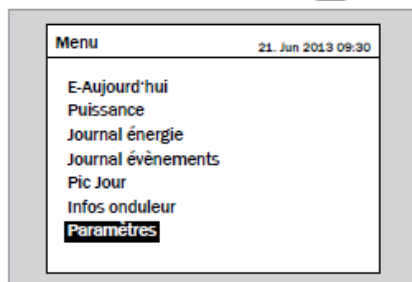 Menu 21. Jun 2013 09:30
E-Aujourd'hui
Puissance
Journal énergie
Journal évènements
Pic Jour
Infos onduleur
Paramètres